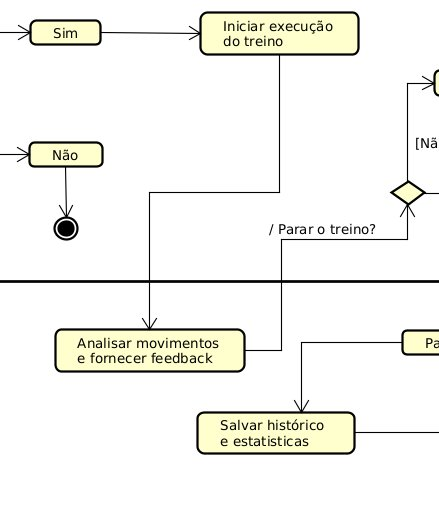 Sim
Iniciar execução
do treino
[Nã
Não
/ Parar o treino?
Analisar movimentos
e fornecer feedback
Pa
Salvar histórico
e estatisticas